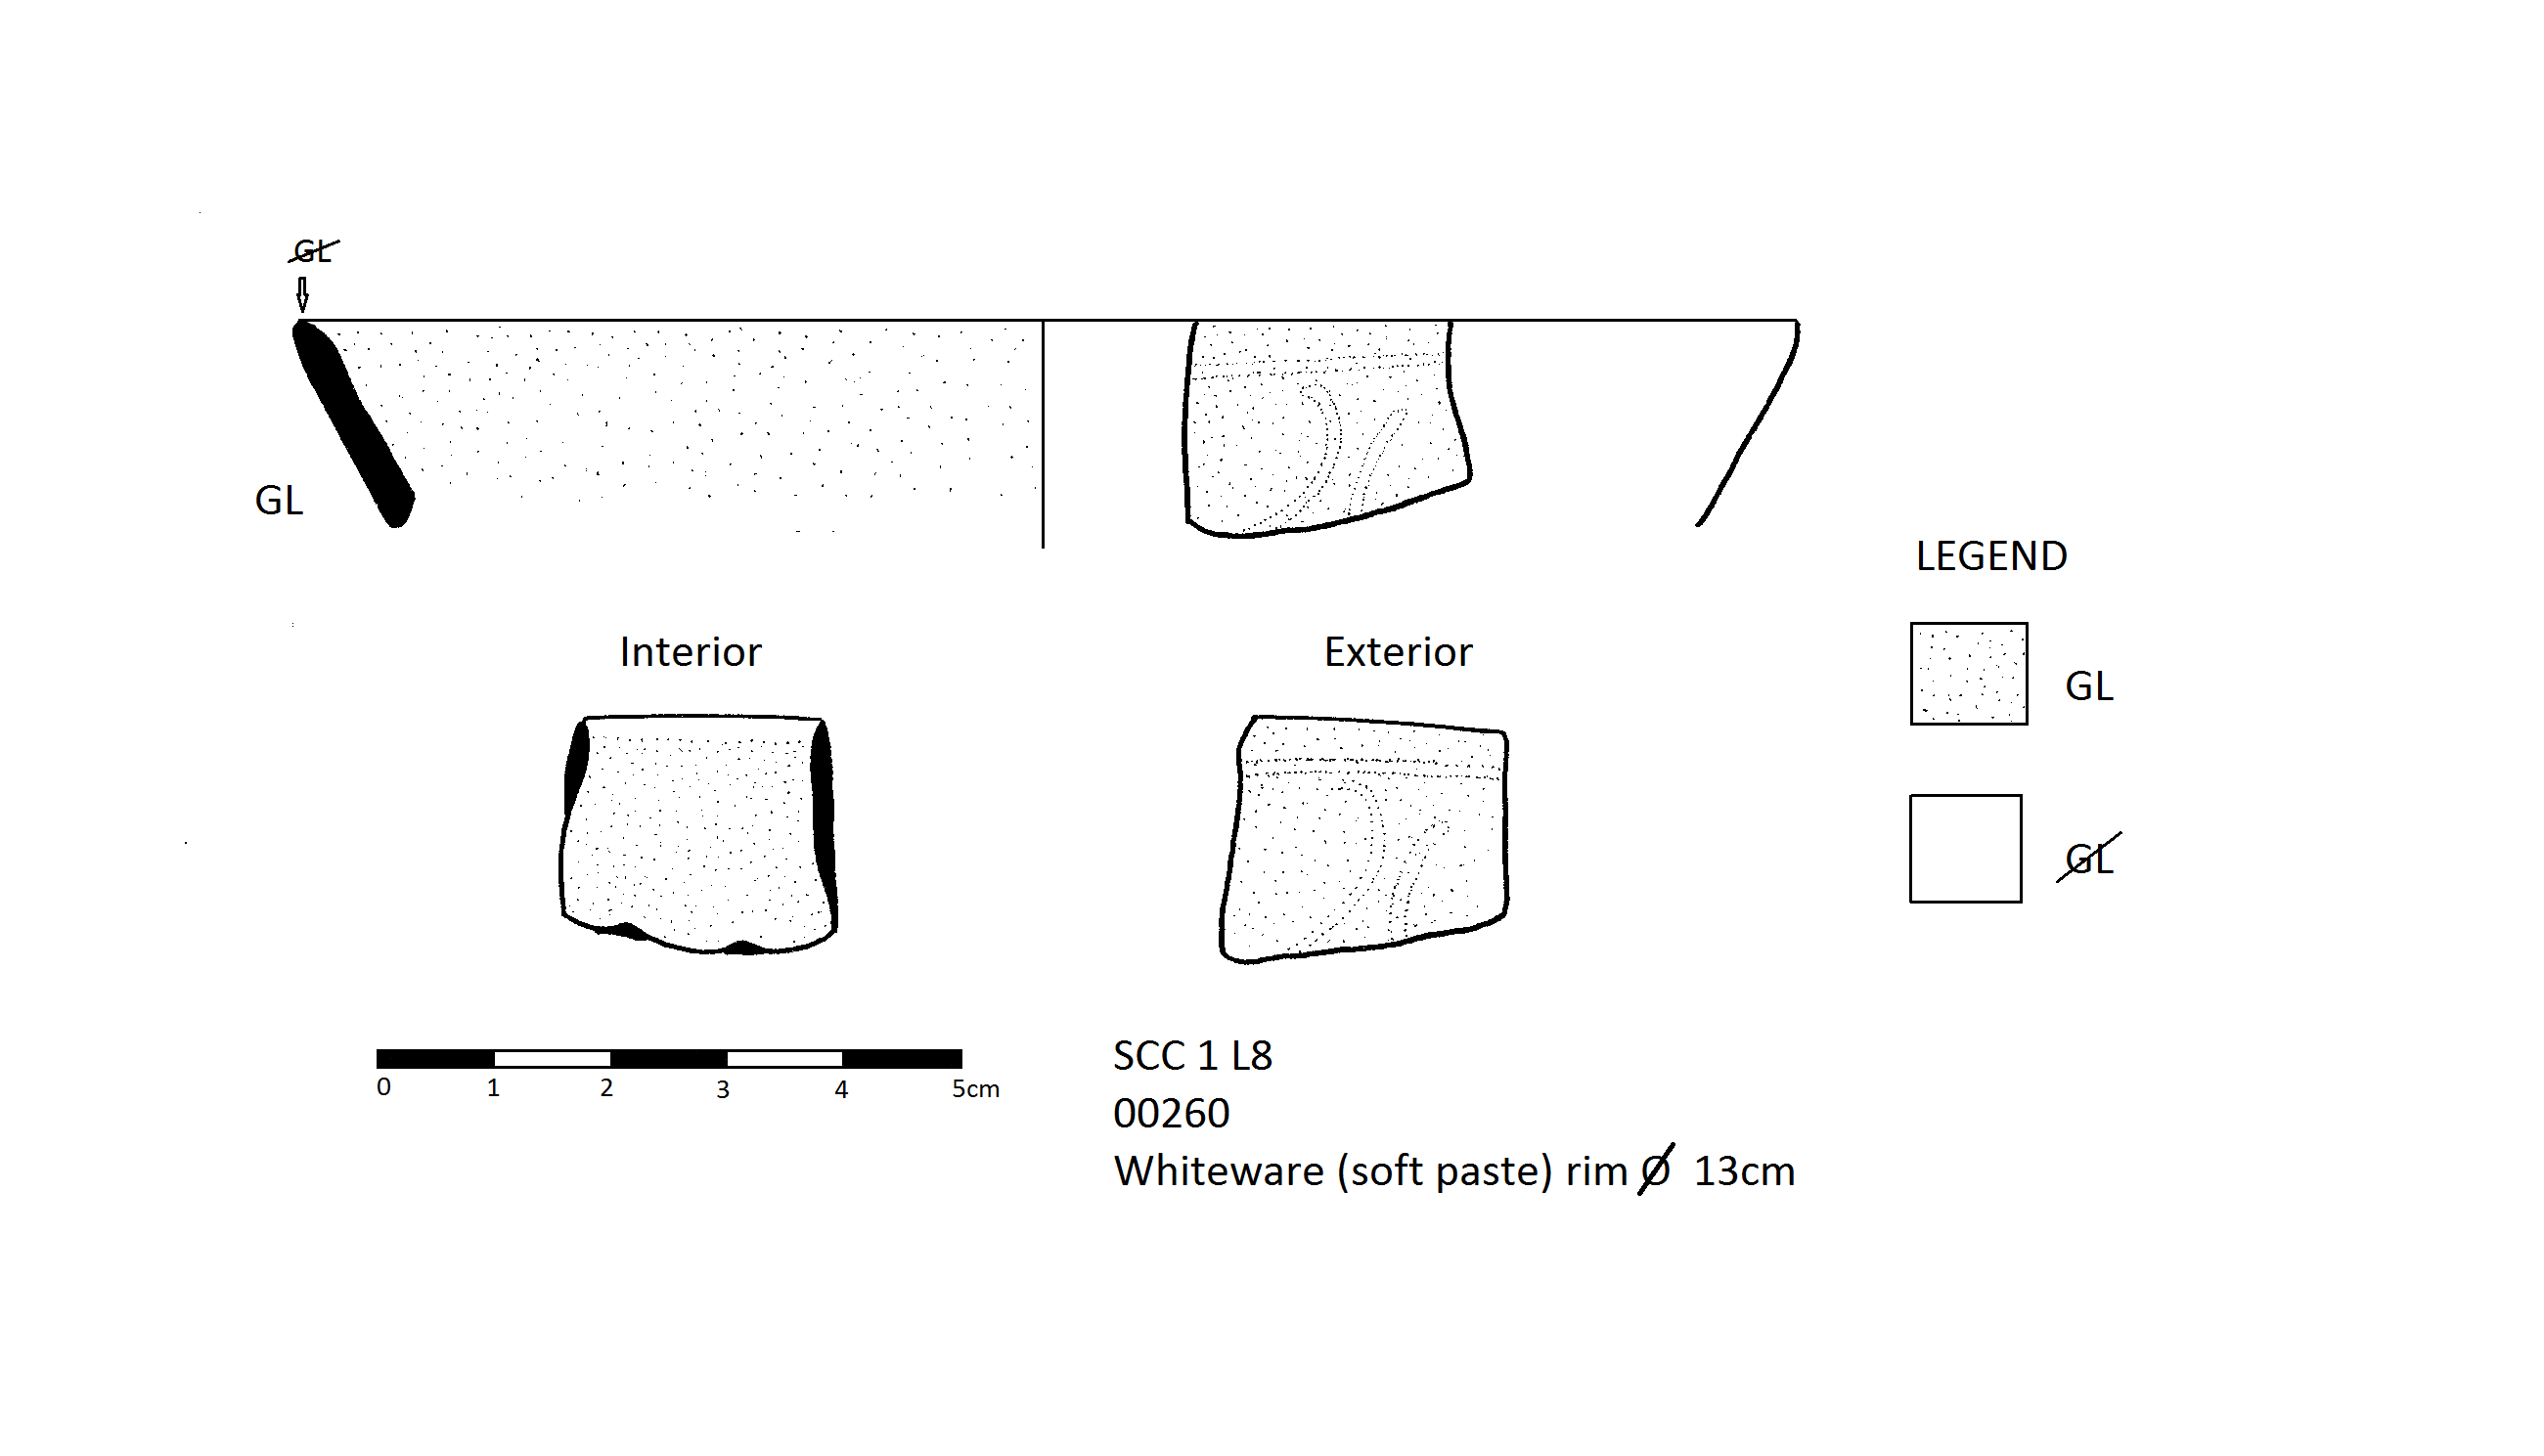 GL
GL
LEGEND
Interior
Exterior
GL
GL
0 1 2 3 4 5cm
SCC 1 L8
00260
Whiteware (soft paste) rim Ø 13cm